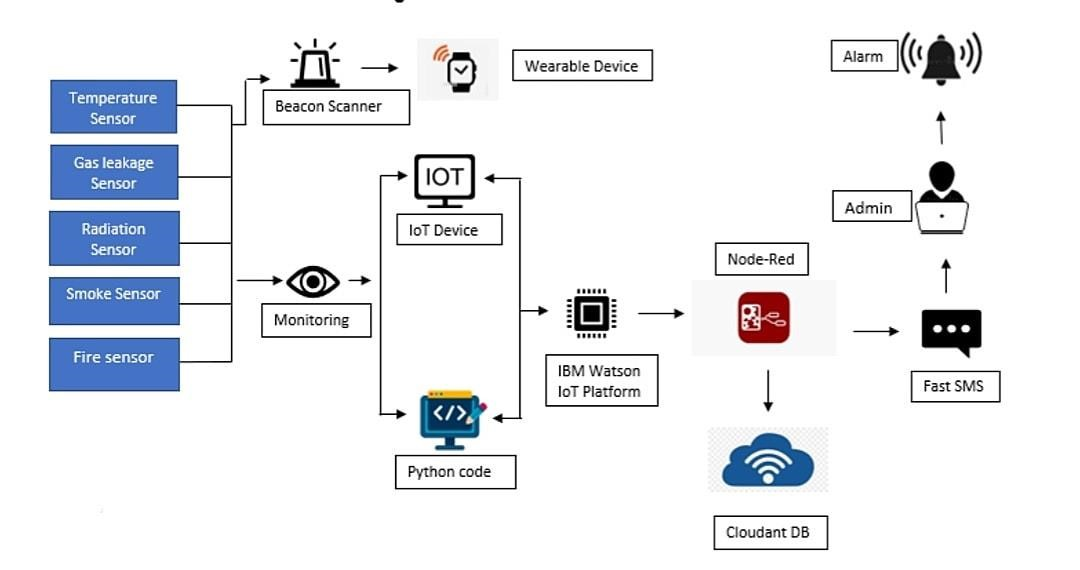 Temperature
Sensor
Gas leakage
Sensor
Radiation
Sensor
Smoke Sensor
Fire sensor
Beacon Scanner
Wearable Device
Monitoring
IOT
IoT Device
</>
Python code
IBM Watson
IoT Platform
Node-Red
Cloudant DB
Fast SMS
Admin
Alarm